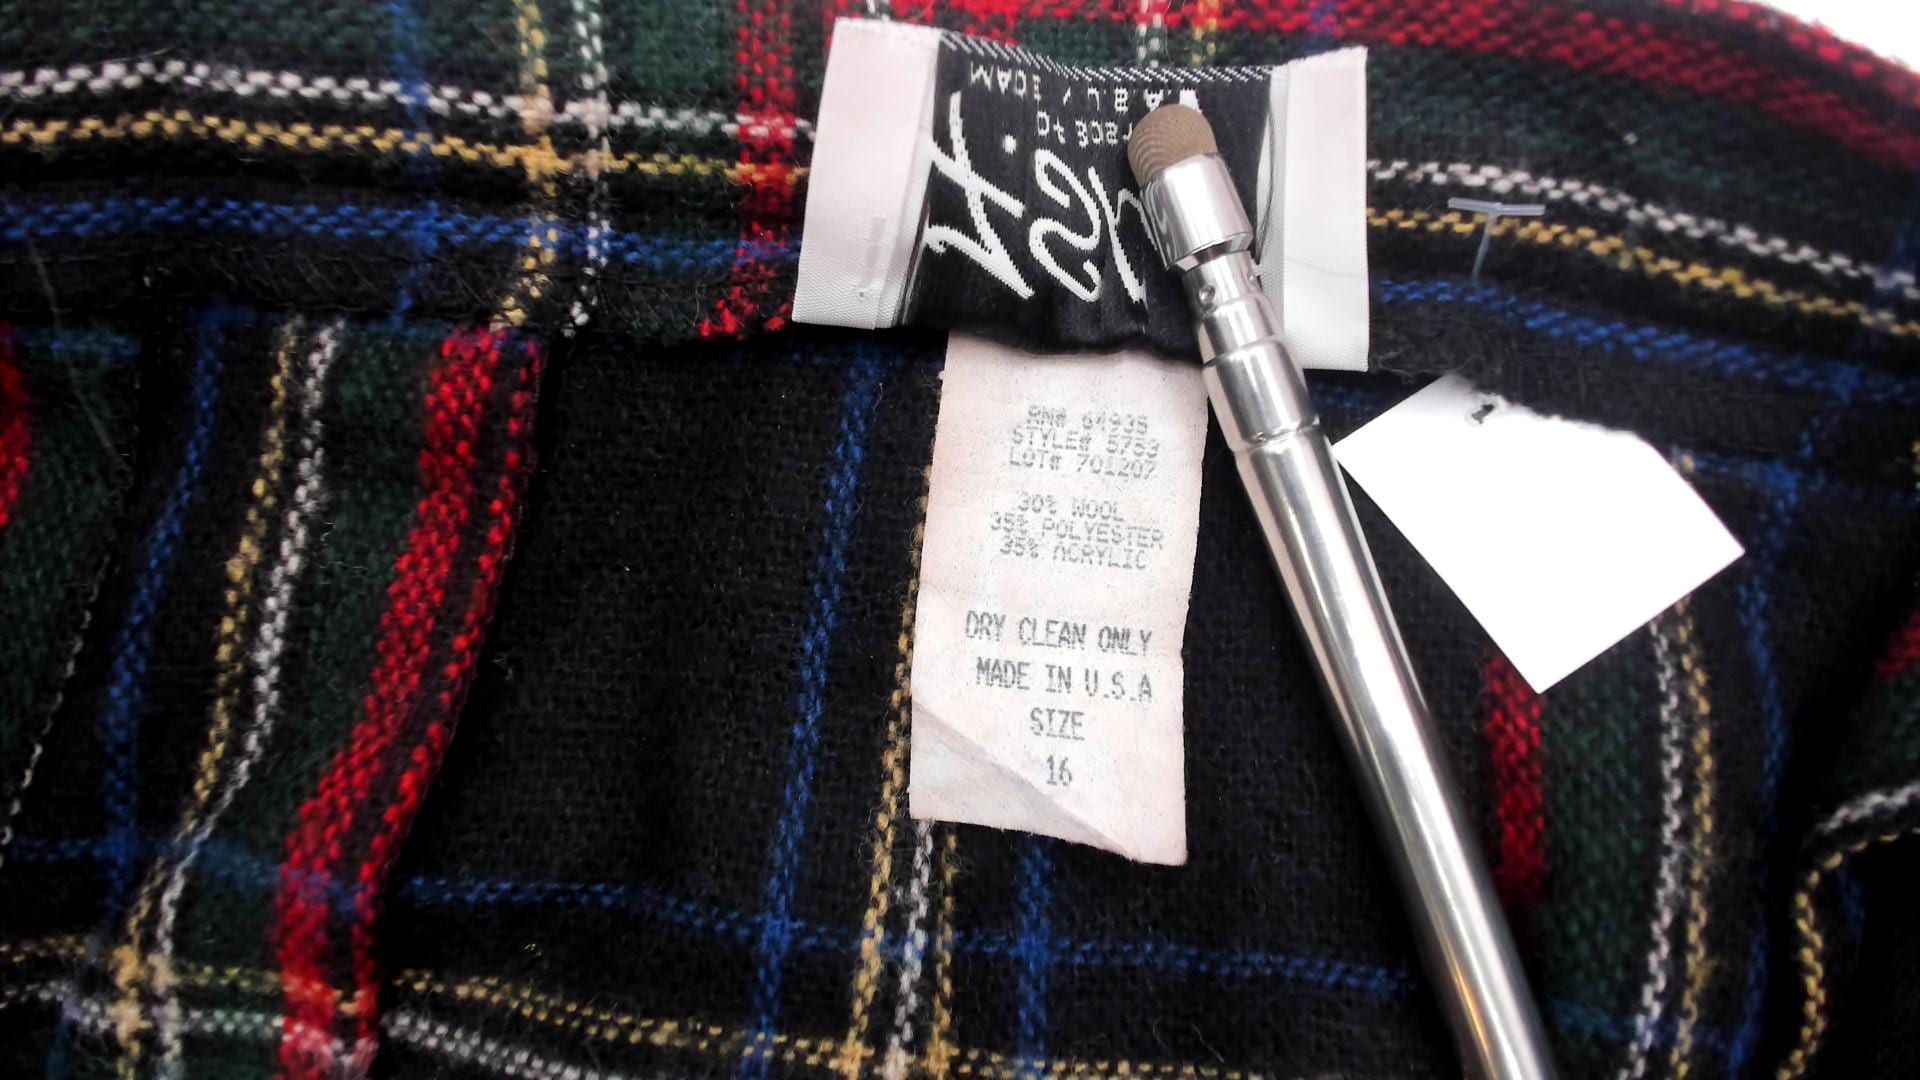 RN# 64935
STYLE# 5753
LOT# 701207
30% WOOL
35% POLYESTER
35% ACRYLIC
DRY CLEAN ONLY
MADE IN U.S.A
SIZE
16